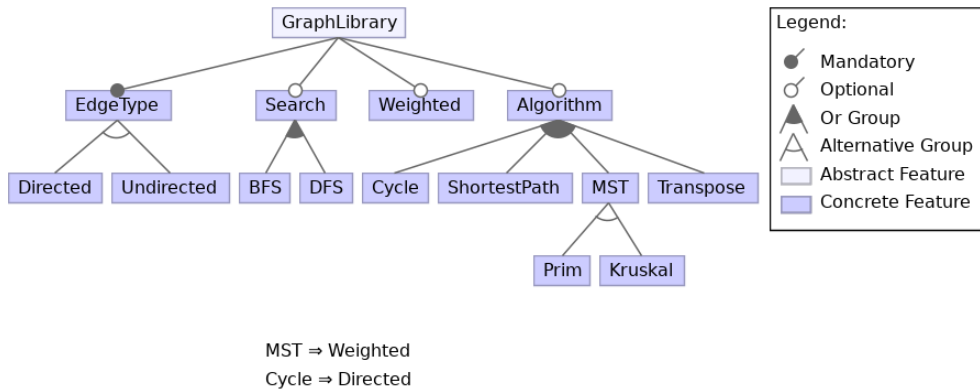 GraphLibrary
Legend:
Mandatory
Optional
Or Group
Alternative Group
Abstract Feature
Concrete Feature
EdgeType Search Weighted Algorithm
Directed Undirected BFS DFS Cycle ShortestPath MST Transpose
Prim Kruskal
MST ⇒ Weighted
Cycle ⇒ Directed